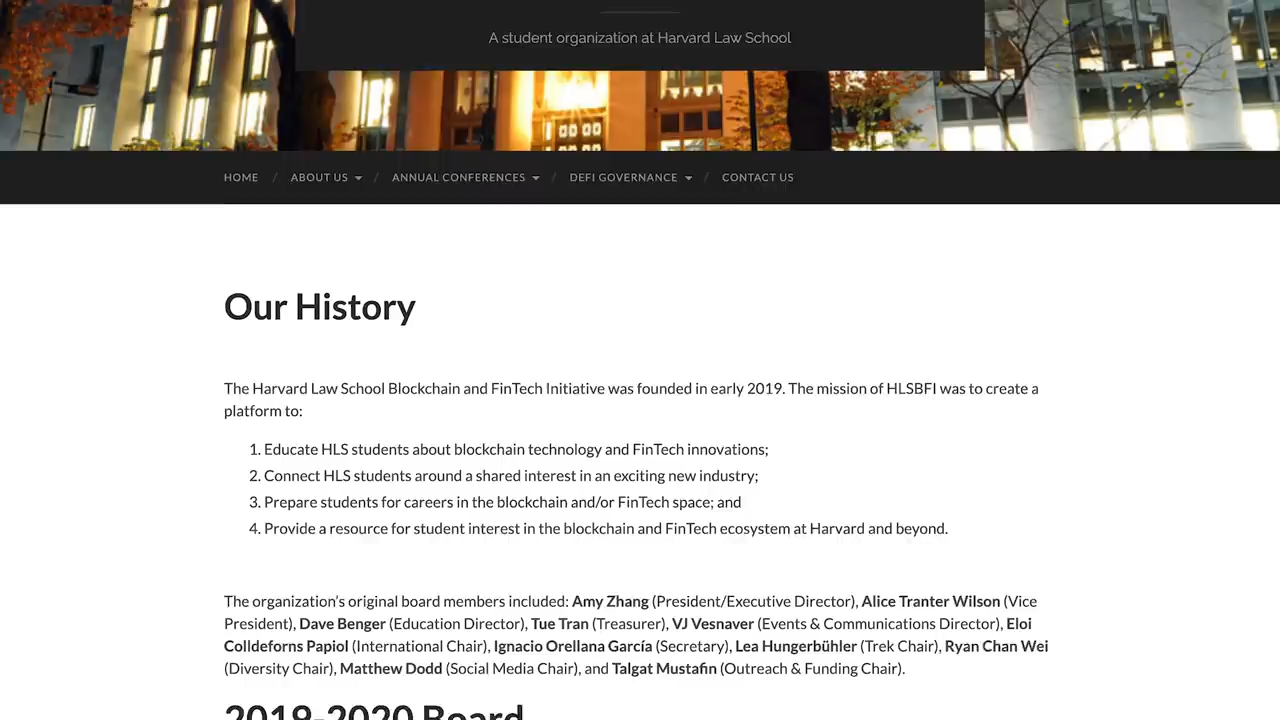 A student organization at Harvard Law School
HOME / ABOUT US / ANNUAL CONFERENCES / DEFI GOVERNANCE / CONTACT US
Our History
The Harvard Law School Blockchain and FinTech Initiative was founded in early 2019. The mission of HLSBFI was to create a
platform to:
1. Educate HLS students about blockchain technology and FinTech innovations;
2. Connect HLS students around a shared interest in an exciting new industry;
3. Prepare students for careers in the blockchain and/or FinTech space; and
4. Provide a resource for student interest in the blockchain and FinTech ecosystem at Harvard and beyond.
The organization's original board members included: Amy Zhang (President/Executive Director), Alice Tranter Wilson (Vice
President), Dave Benger (Education Director), Tue Tran (Treasurer), VJ Vesnaver (Events & Communications Director), Eloi
Colldeforns Papiol (International Chair), Ignacio Orellana García (Secretary), Lea Hungerbühler (Trek Chair), Ryan Chan Wei
(Diversity Chair), Matthew Dodd (Social Media Chair), and Talgat Mustafin (Outreach & Funding Chair).
2019-2020 Board